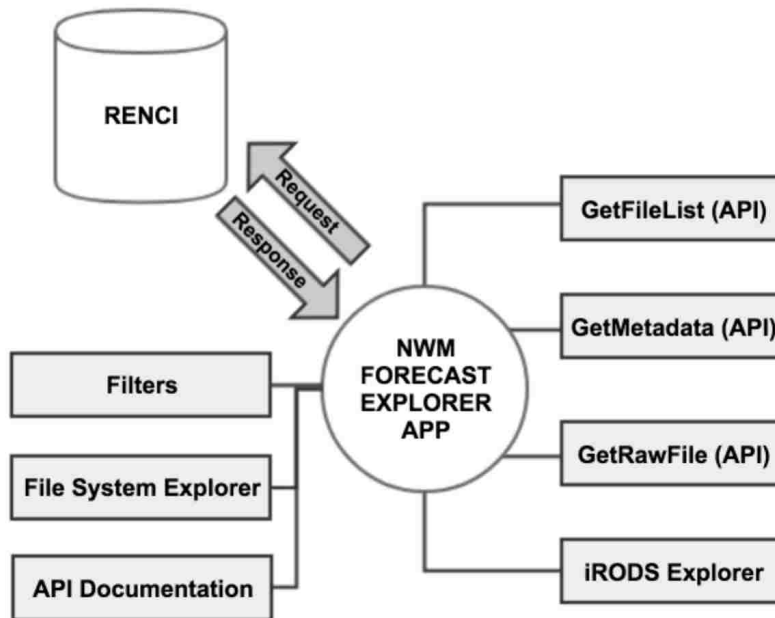 RENCI
Request
Response
GetFileList (API)
GetMetadata (API)
NWM
FORECAST
EXPLORER
APP
Filters
GetRawFile (API)
File System Explorer
iRODS Explorer
API Documentation